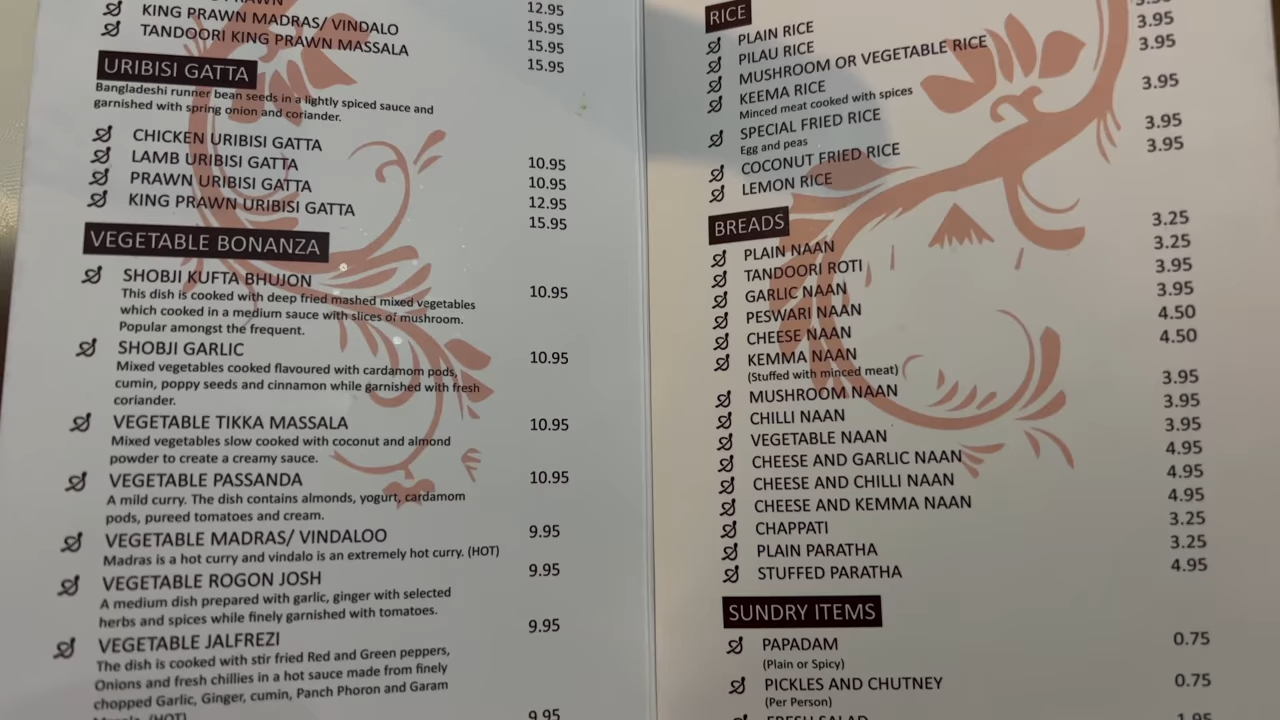 12.95
KING PRAWN MADRAS/ VINDALO 15.95
TANDOORI KING PRAWN MASSALA 15.95
15.95
URIBISI GATTA
Bangladeshi runner bean seeds in a lightly spiced sauce and
garnished with spring onion and coriander.
CHICKEN URIBISI GATTA 10.95
LAMB URIBISI GATTA 10.95
PRAWN URIBISI GATTA 12.95
KING PRAWN URIBISI GATTA 15.95
VEGETABLE BONANZA
SHOBJI KUFTA BHUJON 10.95
This dish is cooked with deep fried mashed mixed vegetables
which cooked in a medium sauce with slices of mushroom.
Popular amongst the frequent.
SHOBJI GARLIC 10.95
Mixed vegetables cooked flavoured with cardamom pods,
cumin, poppy seeds and cinnamon while garnished with fresh
coriander.
VEGETABLE TIKKA MASSALA 10.95
Mixed vegetables slow cooked with coconut and almond
powder to create a creamy sauce.
VEGETABLE PASSANDA 10.95
A mild curry. The dish contains almonds, yogurt, cardamom
pods, pureed tomatoes and cream.
VEGETABLE MADRAS/ VINDALOO 9.95
Madras is a hot curry and vindalo is an extremely hot curry. (HOT)
VEGETABLE ROGON JOSH 9.95
A medium dish prepared with garlic, ginger with selected
herbs and spices while finely garnished with tomatoes.
VEGETABLE JALFREZI 9.95
The dish is cooked with stir fried Red and Green peppers,
Onions and fresh chillies in a hot sauce made from finely
chopped Garlic, Ginger, cumin, Panch Phoron and Garam
(HOT) 9.95
RICE
PLAIN RICE
PILAU RICE 3.95
MUSHROOM OR VEGETABLE RICE 3.95
KEEMA RICE 3.95
Minced meat cooked with spices
SPECIAL FRIED RICE 3.95
Egg and peas
COCONUT FRIED RICE 3.95
LEMON RICE 3.95
BREADS
PLAIN NAAN 3.25
TANDOORI ROTI 3.25
GARLIC NAAN 3.95
PESWARI NAAN 3.95
CHEESE NAAN 4.50
KEMMA NAAN 4.50
(Stuffed with minced meat)
MUSHROOM NAAN 3.95
CHILLI NAAN 3.95
VEGETABLE NAAN 3.95
CHEESE AND GARLIC NAAN 4.95
CHEESE AND CHILLI NAAN 4.95
CHEESE AND KEMMA NAAN 4.95
CHAPPATI 3.25
PLAIN PARATHA 3.25
STUFFED PARATHA 4.95
SUNDRY ITEMS
PAPADAM 0.75
(Plain or Spicy)
PICKLES AND CHUTNEY 0.75
(Per Person)
1.95